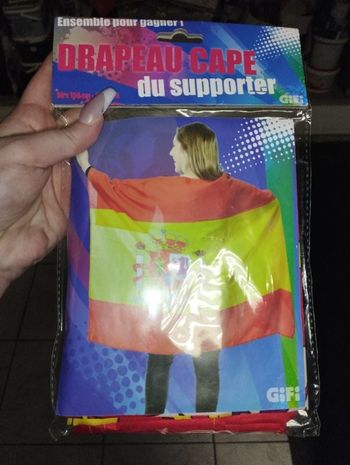 Ensemble pour gagner !
DRAPEAU CAPE
du supporter
GiFi
GiFi